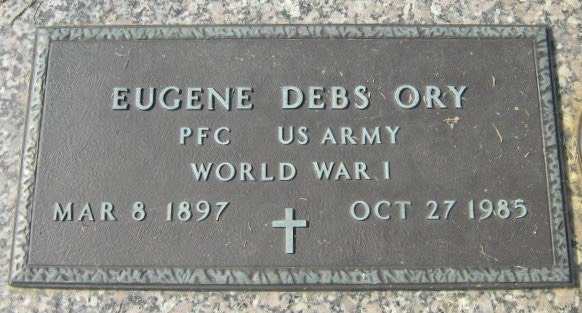 EUGENE DEBS ORY
PFC US ARMY
WORLD WAR I
MAR 8 1897 OCT 27 1985